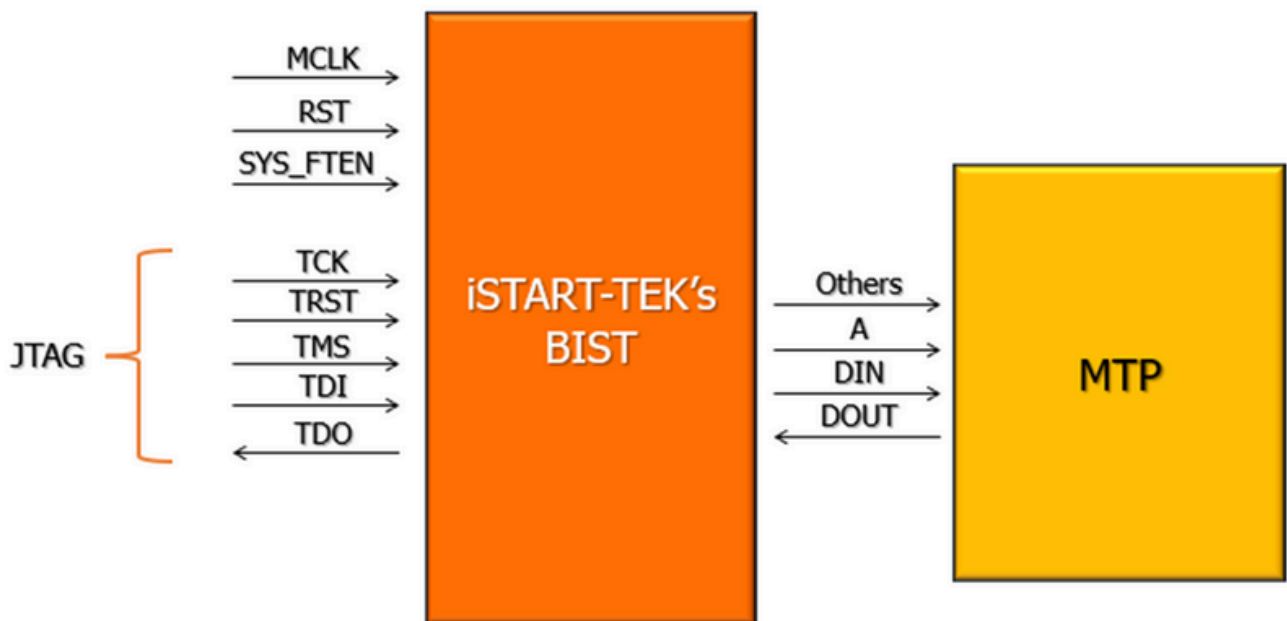 MCLK
RST
SYS_FTEN
JTAG
TCK
TRST
TMS
TDI
TDO
iSTART-TEK's
BIST
Others
A
DIN
DOUT
MTP